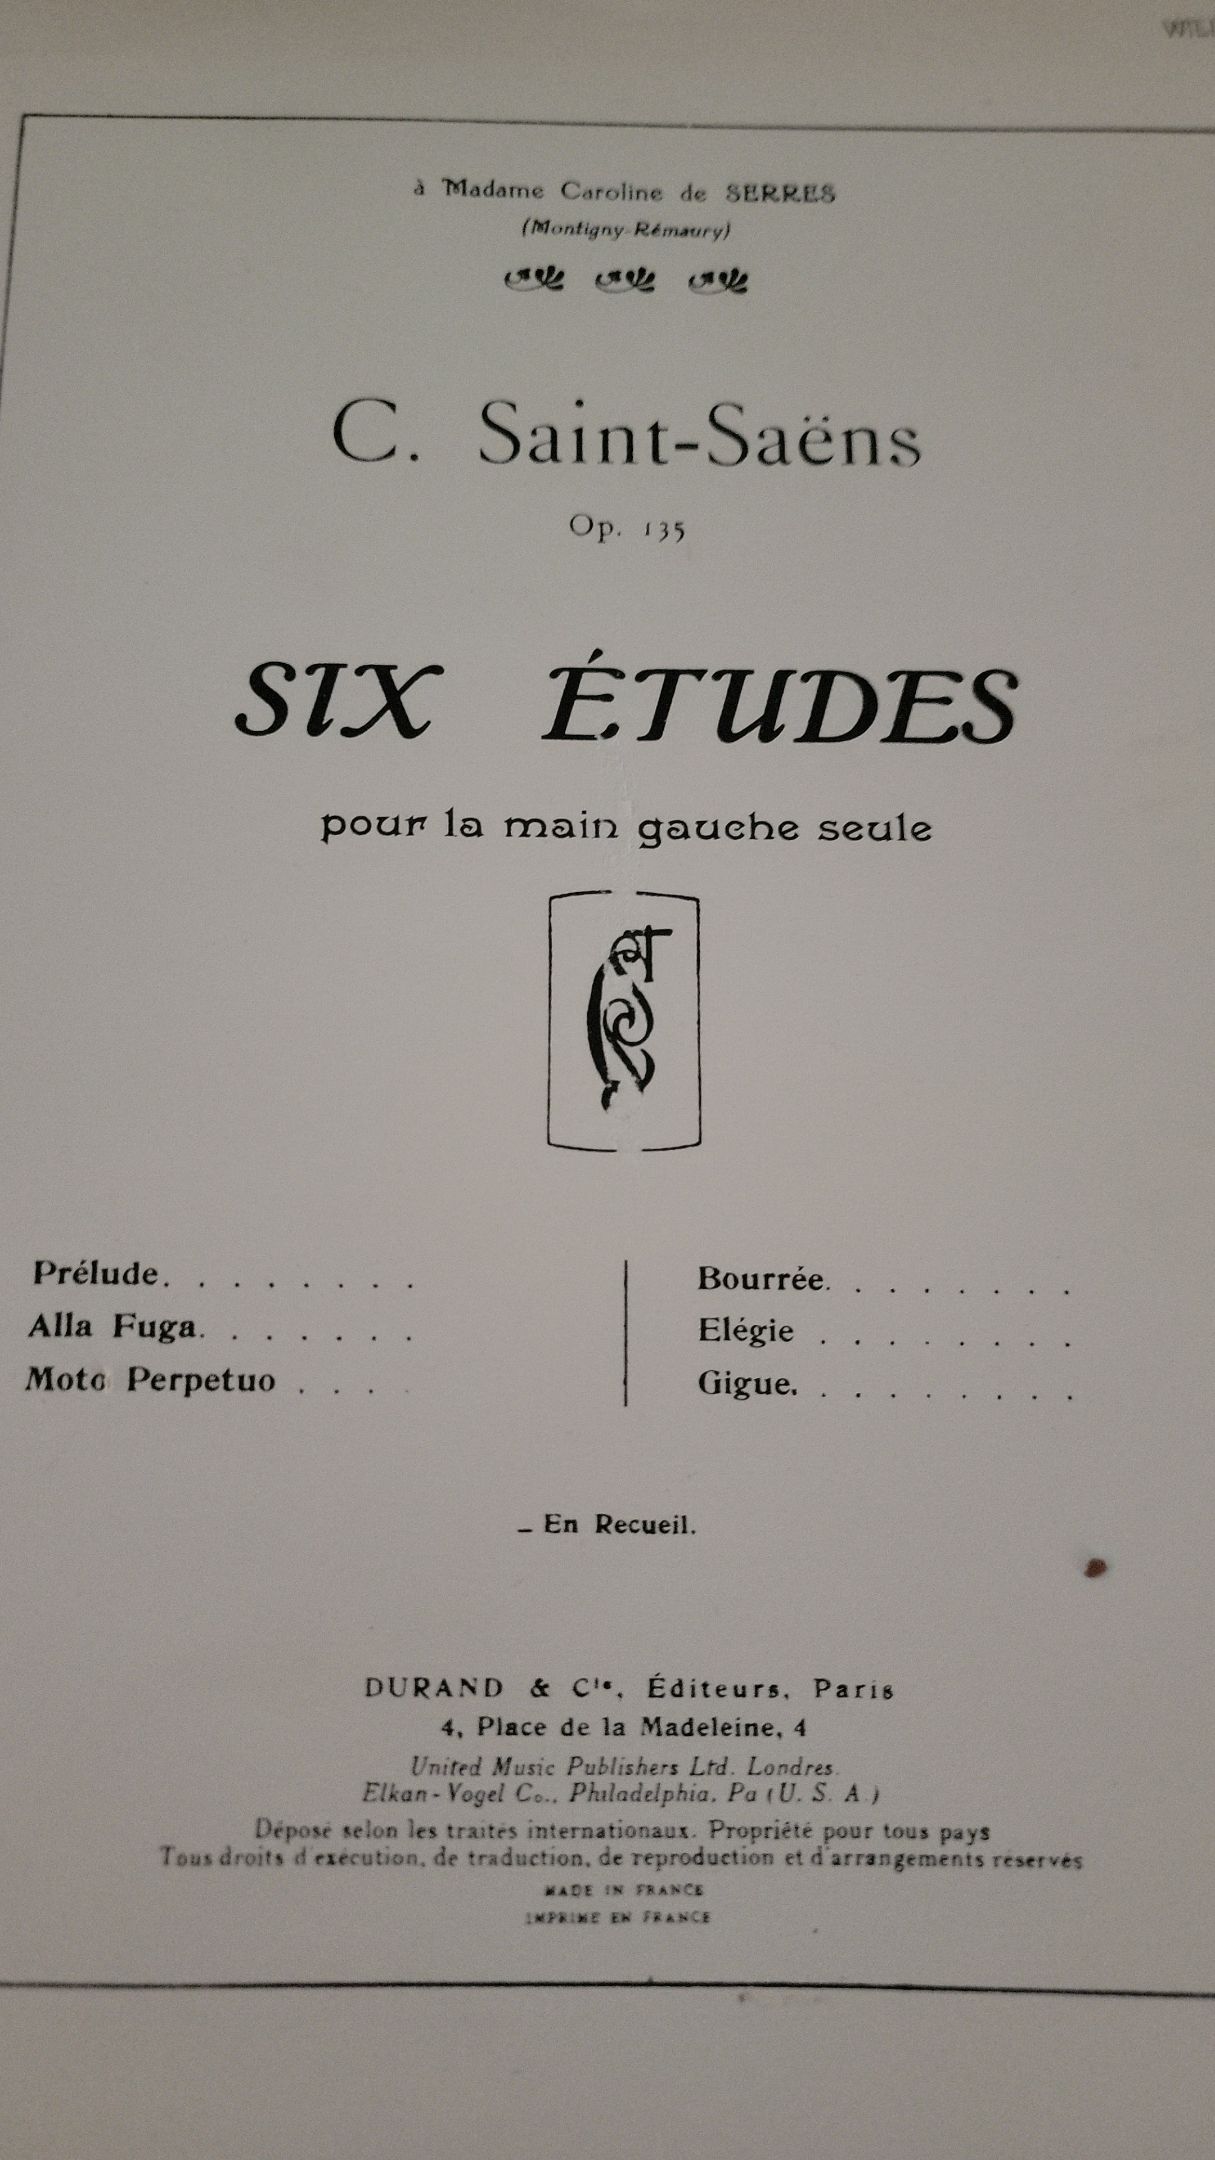 à Madame Caroline de SERRES
(Montigny-Rémaury)
C. Saint-Saëns
Op. 135
SIX ÉTUDES
pour la main gauche seule
Prélude. . . . . . . .
Alla Fuga. . . . . . .
Moto Perpetuo . . . .
Bourrée. . . . . . . .
Elégie . . . . . . . .
Gigue. . . . . . . . .
– En Recueil.
DURAND & Cie, Éditeurs, Paris
4, Place de la Madeleine, 4
United Music Publishers Ltd. Londres.
Elkan-Vogel Co., Philadelphia, Pa (U. S. A.)
Déposé selon les traités internationaux. Propriété pour tous pays
Tous droits d'exécution, de traduction, de reproduction et d'arrangements réservés
MADE IN FRANCE
IMPRIMÉ EN FRANCE